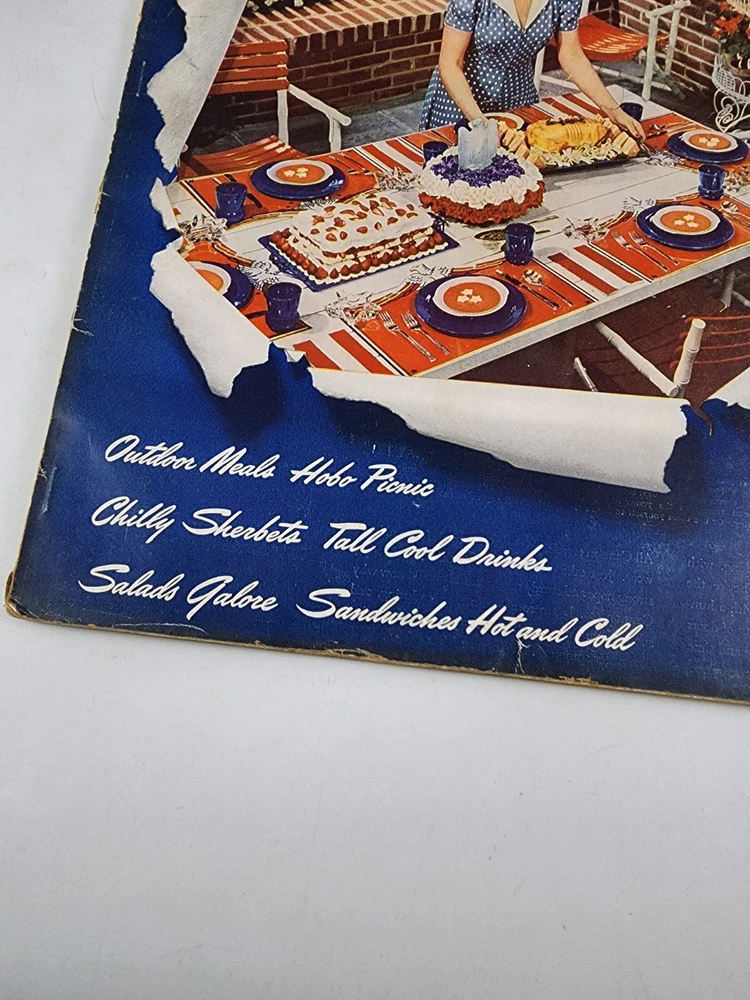 Outdoor Meals Hobo Picnic
Chilly Sherbets Tall Cool Drinks
Salads Galore Sandwiches Hot and Cold